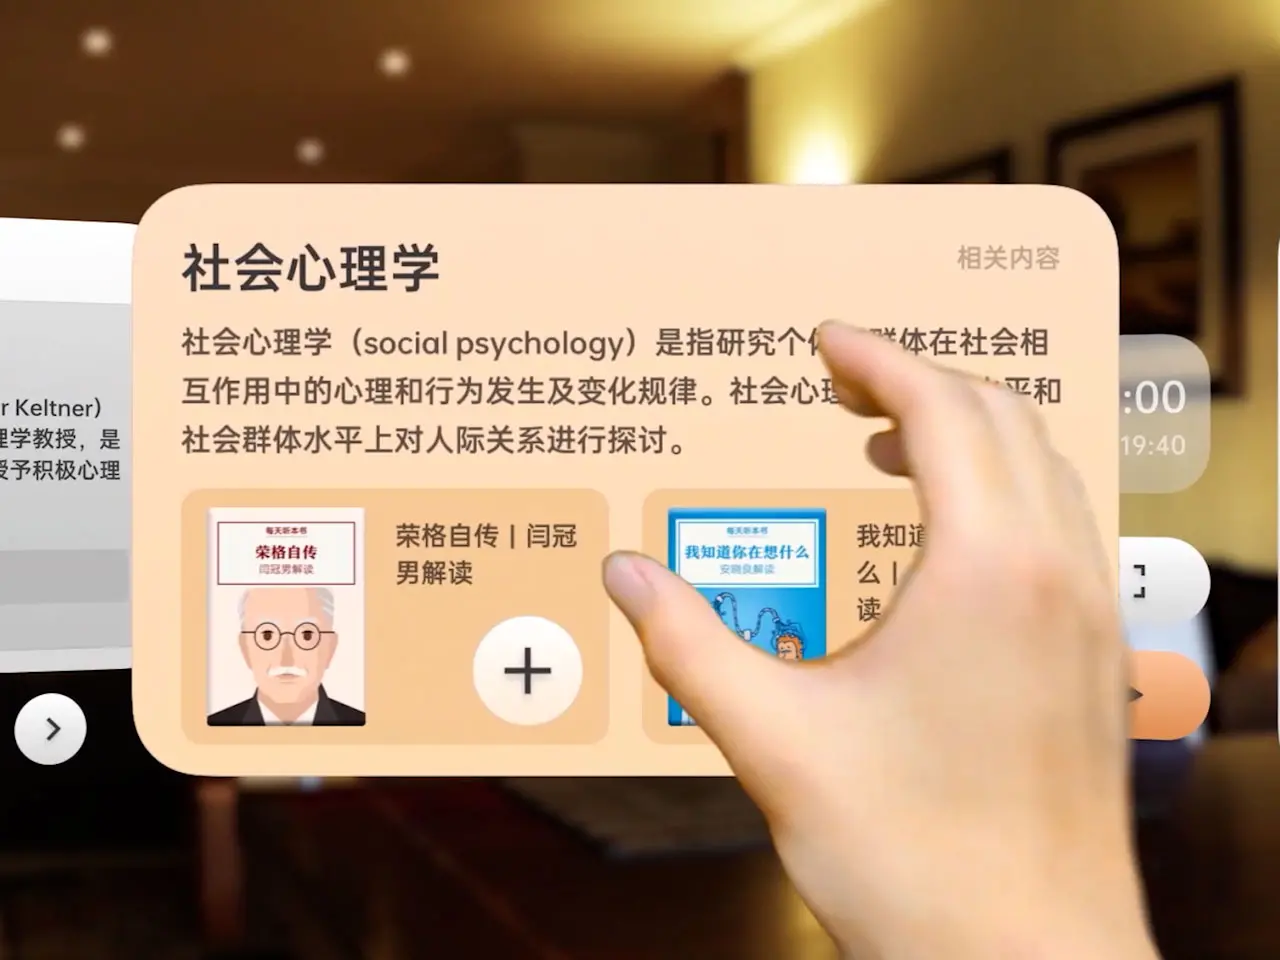 社会心理学
相关内容
社会心理学（social psychology）是指研究个 群体在社会相
互作用中的心理和行为发生及变化规律。社会心理 水平和
社会群体水平上对人际关系进行探讨。
每天听本书
荣格自传
闫冠男解读
荣格自传 | 闫冠
男解读
每天听本书
我知道你在想什么
安晓良解读
我知道
么 |
读
r Keltner）
理学教授，是
授予积极心理
:00
19:40